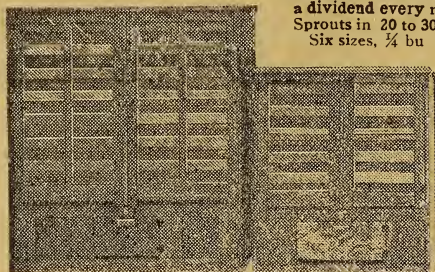 a dividend every
Sprouts in 20 to 30
Six sizes, ¼ bu